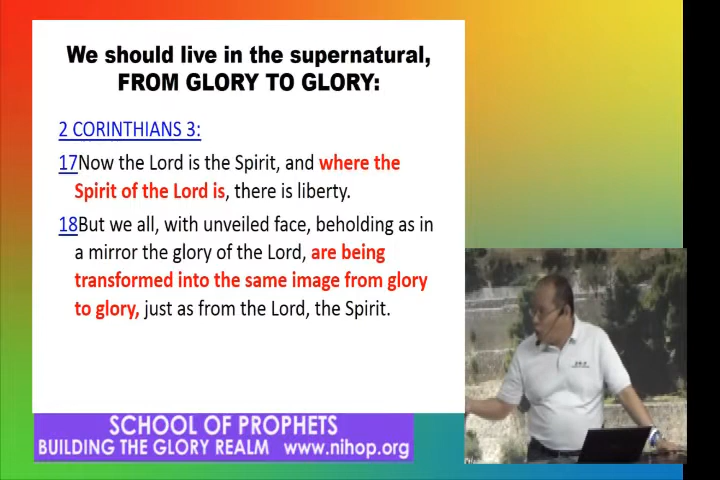 We should live in the supernatural,
FROM GLORY TO GLORY:
2 CORINTHIANS 3:
17Now the Lord is the Spirit, and where the
Spirit of the Lord is, there is liberty.
18But we all, with unveiled face, beholding as in
a mirror the glory of the Lord, are being
transformed into the same image from glory
to glory, just as from the Lord, the Spirit.
SCHOOL OF PROPHETS
BUILDING THE GLORY REALM www.nihop.org